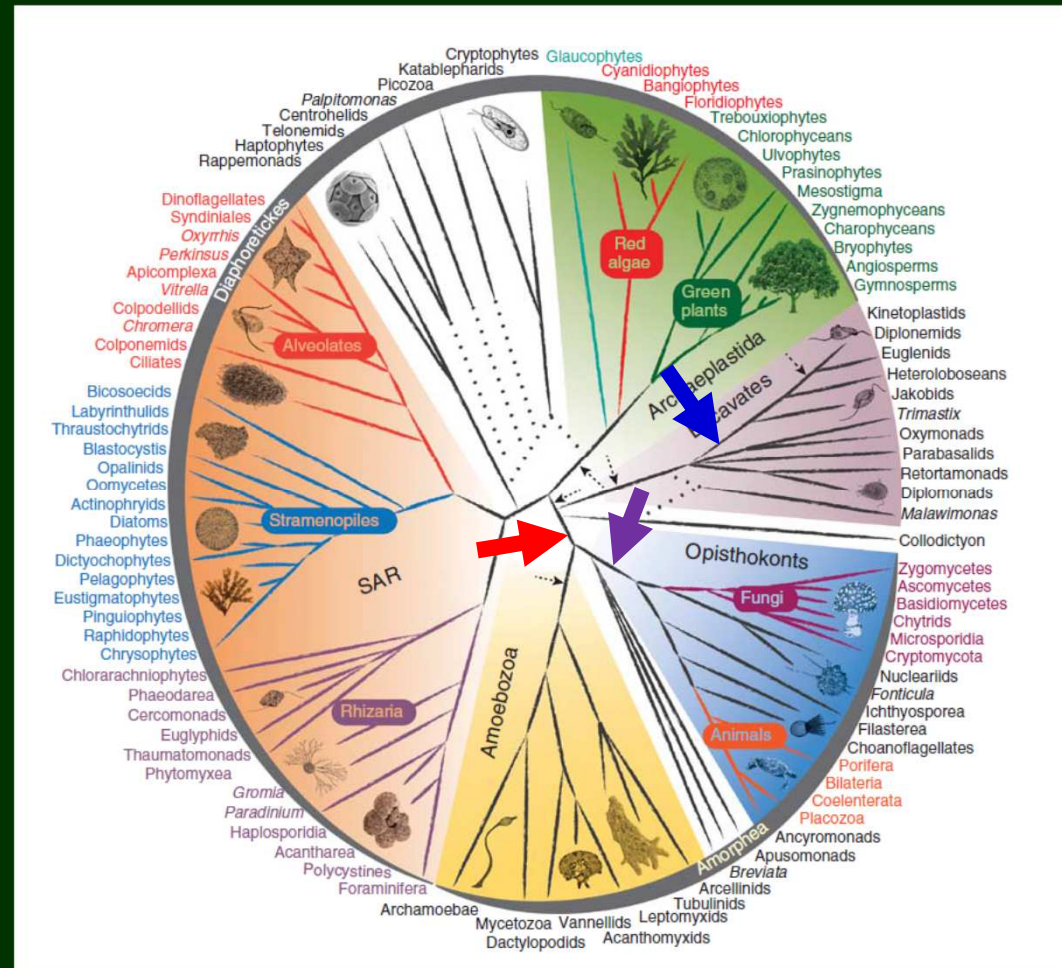 Cryptophytes
Katablepharids
Picozoa
Palpitomonas
Centrohelids
Telonemids
Haptophytes
Rappemonads
Glaucophytes
Cyanidiophytes
Bangiophytes
Floridiophytes
Trebouxiophytes
Chlorophyceans
Ulvophytes
Prasinophytes
Mesostigma
Zygnemophyceans
Charophyceans
Bryophytes
Angiosperms
Gymnosperms
Kinetoplastids
Diplonemids
Euglenids
Heteroloboseans
Jakobids
Trimastix
Oxymonads
Parabasalids
Retortamonads
Diplomonads
Malawimonas
Collodictyon
Zygomycetes
Ascomycetes
Basidiomycetes
Chytrids
Microsporidia
Cryptomycota
Nucleariids
Fonticula
Ichthyosporea
Filasterea
Choanoflagellates
Porifera
Bilateria
Coelenterata
Placozoa
Ancyromonads
Apusomonads
Breviata
Arcellinids
Tubulinids
Leptomyxids
Acanthomyxids
Vannellids
Dactylopodids
Mycetozoa
Archamoebae
Dinoflagellates
Syndiniales
Oxyrrhis
Perkinsus
Apicomplexa
Vitrella
Colpodellids
Chromera
Colponemids
Ciliates
Bicosoecids
Labyrinthulids
Thraustochytrids
Blastocystis
Opalinids
Oomycetes
Actinophryids
Diatoms
Phaeophytes
Dictyochophytes
Pelagophytes
Eustigmatophytes
Pinguiophytes
Raphidophytes
Chrysophytes
Chlorarachniophytes
Phaeodarea
Cercomonads
Euglyphids
Thaumatomonads
Phytomyxea
Gromia
Paradinium
Haplosporidia
Acantharea
Polycystines
Foraminifera
Diaphoretickes
Amorphea
Alveolates
Stramenopiles
SAR
Rhizaria
Amoebozoa
Red
algae
Green
plants
Archaeplastida
Opisthokonts
Fungi
Animals